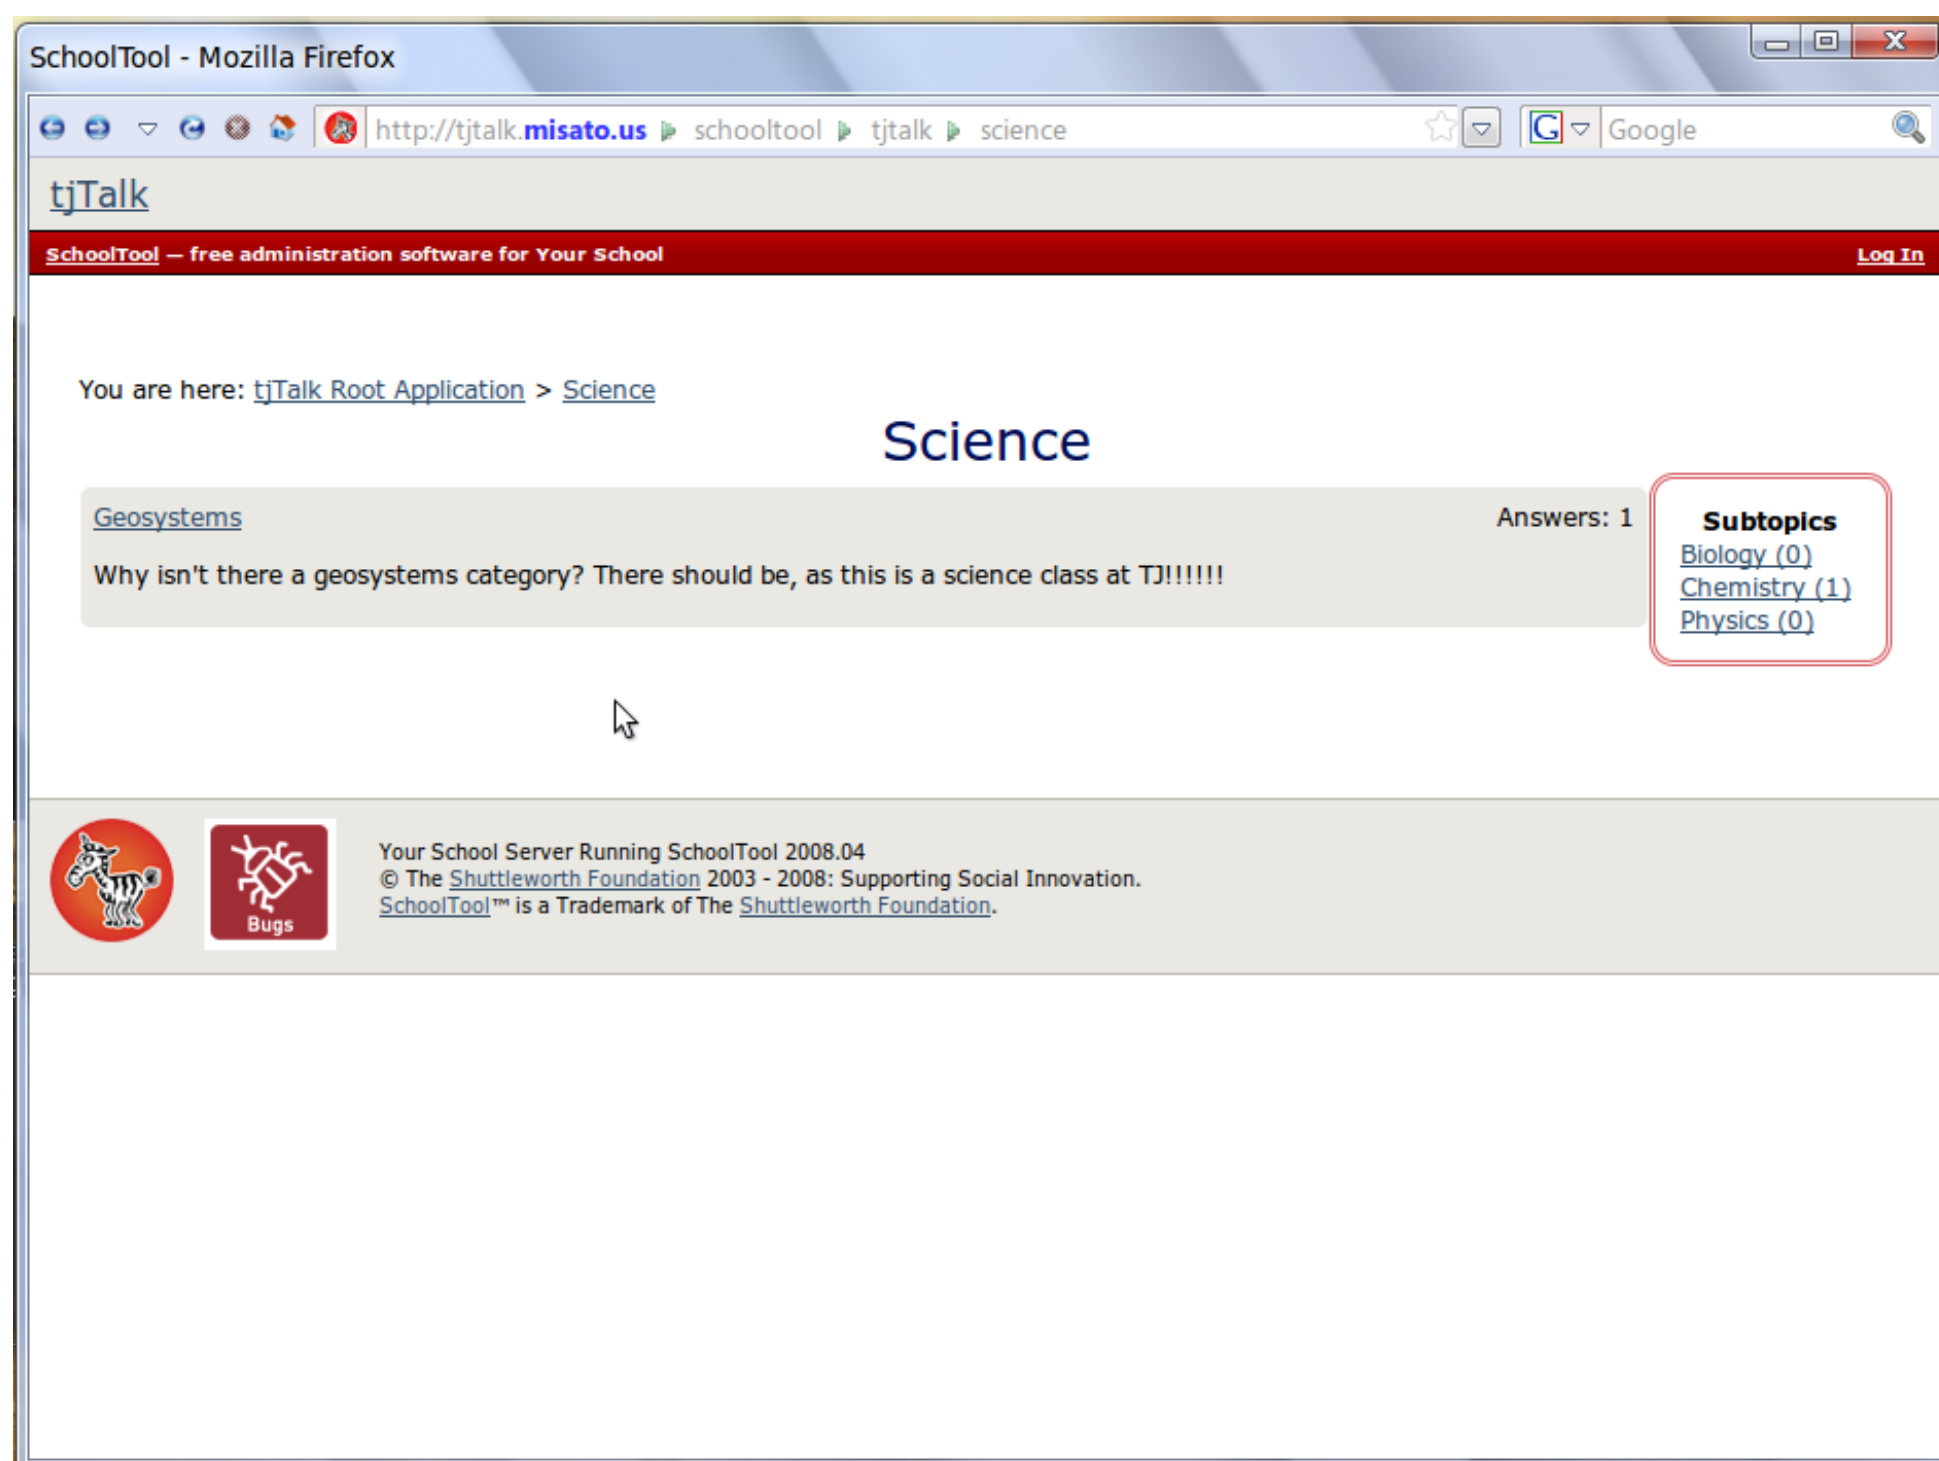 SchoolTool - Mozilla Firefox
http://tjtalk.misato.us schooltool tjtalk science
G Google
tjTalk
SchoolTool — free administration software for Your School Log In
You are here: tjTalk Root Application > Science
Science
Geosystems Answers: 1
Why isn't there a geosystems category? There should be, as this is a science class at TJ!!!!!!
Subtopics
Biology (0)
Chemistry (1)
Physics (0)
Bugs
Your School Server Running SchoolTool 2008.04
© The Shuttleworth Foundation 2003 - 2008: Supporting Social Innovation.
SchoolTool™ is a Trademark of The Shuttleworth Foundation.